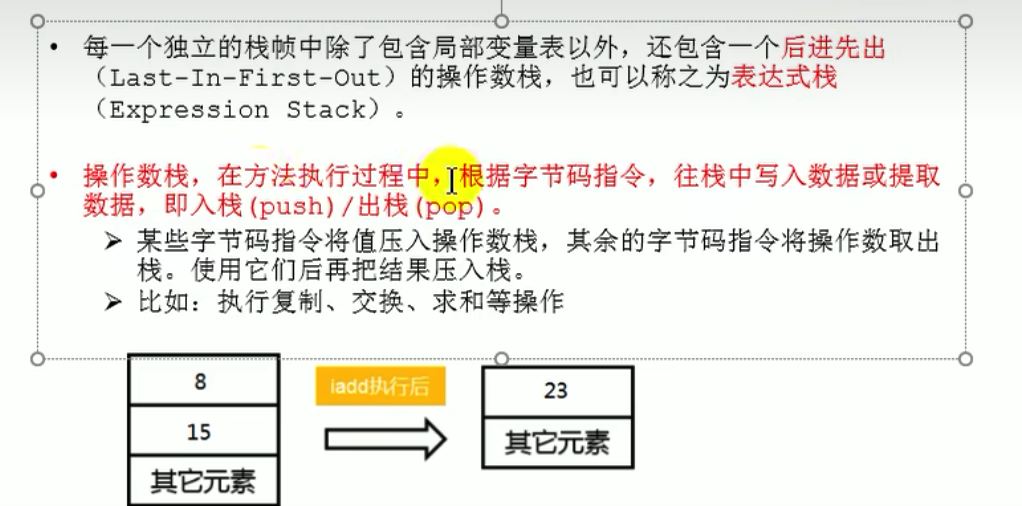 • 每一个独立的栈帧中除了包含局部变量表以外，还包含一个后进先出
（Last-In-First-Out）的操作数栈，也可以称之为表达式栈
（Expression Stack）。
• 操作数栈，在方法执行过程中，根据字节码指令，往栈中写入数据或提取
数据，即入栈(push)/出栈(pop)。
➢ 某些字节码指令将值压入操作数栈，其余的字节码指令将操作数取出
栈。使用它们后再把结果压入栈。
➢ 比如：执行复制、交换、求和等操作
8
15
其它元素
iadd执行后
23
其它元素